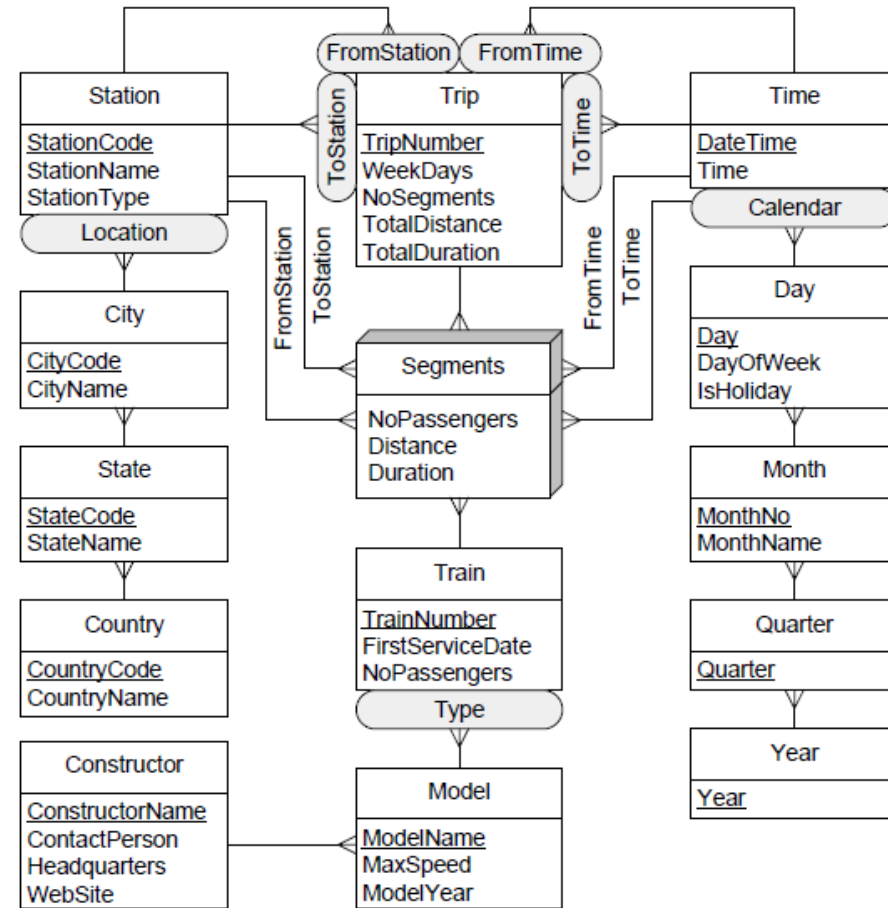 FromStation
FromTime
Station
StationCode
StationName
StationType
Location
ToStation
Trip
TripNumber
WeekDays
NoSegments
TotalDistance
TotalDuration
ToTime
Time
DateTime
Time
Calendar
FromStation
ToStation
FromTime
ToTime
City
CityCode
CityName
Segments
NoPassengers
Distance
Duration
Day
Day
DayOfWeek
IsHoliday
State
StateCode
StateName
Month
MonthNo
MonthName
Country
CountryCode
CountryName
Train
TrainNumber
FirstServiceDate
NoPassengers
Type
Quarter
Quarter
Constructor
ConstructorName
ContactPerson
Headquarters
WebSite
Model
ModelName
MaxSpeed
ModelYear
Year
Year